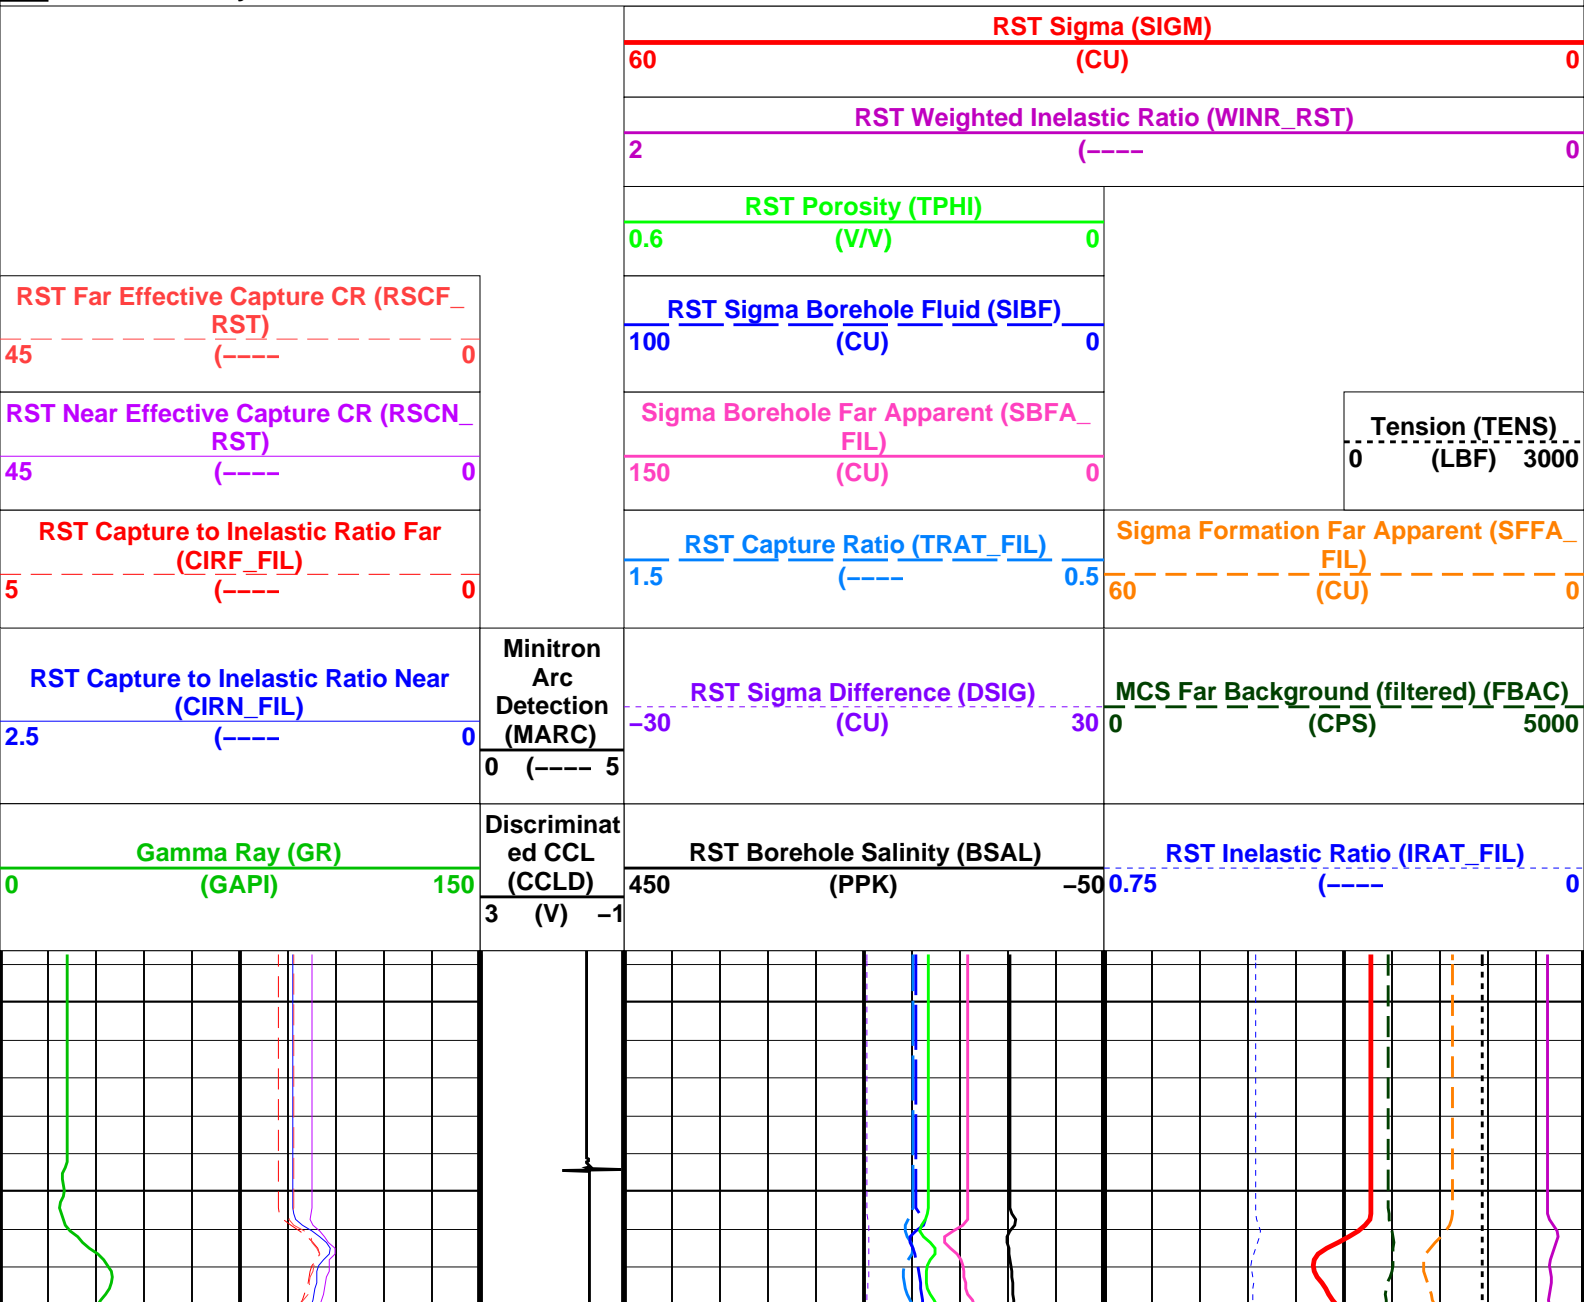 RST Sigma (SIGM)
60 (CU) 0
RST Weighted Inelastic Ratio (WINR_RST)
2 (---- 0
RST Porosity (TPHI)
0.6 (V/V) 0
RST Far Effective Capture CR (RSCF_
RST)
45 (---- 0
RST Sigma Borehole Fluid (SIBF)
100 (CU) 0
RST Near Effective Capture CR (RSCN_
RST)
45 (---- 0
Sigma Borehole Far Apparent (SBFA_
FIL)
150 (CU) 0
Tension (TENS)
0 (LBF) 3000
RST Capture to Inelastic Ratio Far
(CIRF_FIL)
5 (---- 0
RST Capture Ratio (TRAT_FIL)
1.5 (---- 0.5
Sigma Formation Far Apparent (SFFA_
FIL)
60 (CU) 0
RST Capture to Inelastic Ratio Near
(CIRN_FIL)
2.5 (---- 0
Minitron
Arc
Detection
(MARC)
0 (---- 5
RST Sigma Difference (DSIG)
-30 (CU) 30
MCS Far Background (filtered) (FBAC)
0 (CPS) 5000
Gamma Ray (GR)
0 (GAPI) 150
Discriminat
ed CCL
(CCLD)
3 (V) -1
RST Borehole Salinity (BSAL)
450 (PPK) -50
RST Inelastic Ratio (IRAT_FIL)
0.75 (---- 0